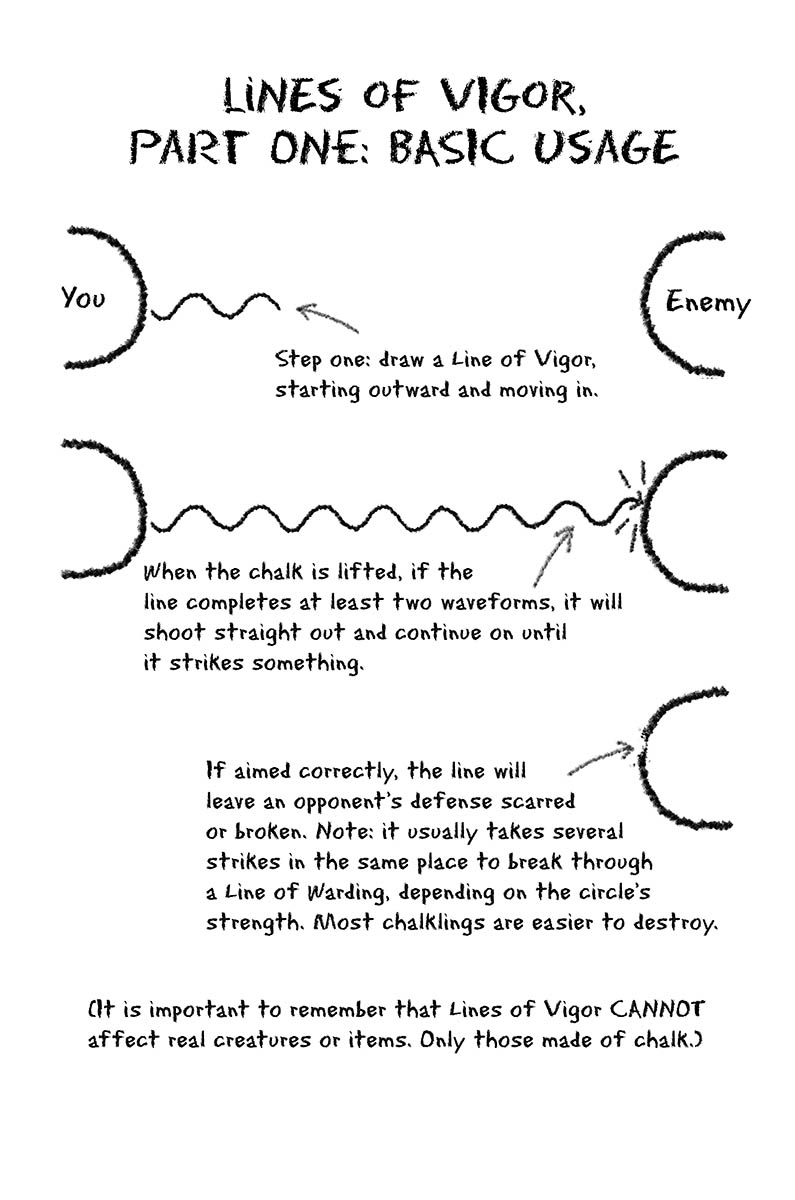 LINES OF VIGOR,
PART ONE: BASIC USAGE
You
Enemy
Step one: draw a Line of Vigor,
starting outward and moving in.
When the chalk is lifted, if the
line completes at least two waveforms, it will
shoot straight out and continue on until
it strikes something.
If aimed correctly, the line will
leave an opponent's defense scarred
or broken. Note: it usually takes several
strikes in the same place to break through
a Line of Warding, depending on the circle's
strength. Most chalklings are easier to destroy.
(It is important to remember that Lines of Vigor CANNOT
affect real creatures or items. Only those made of chalk.)